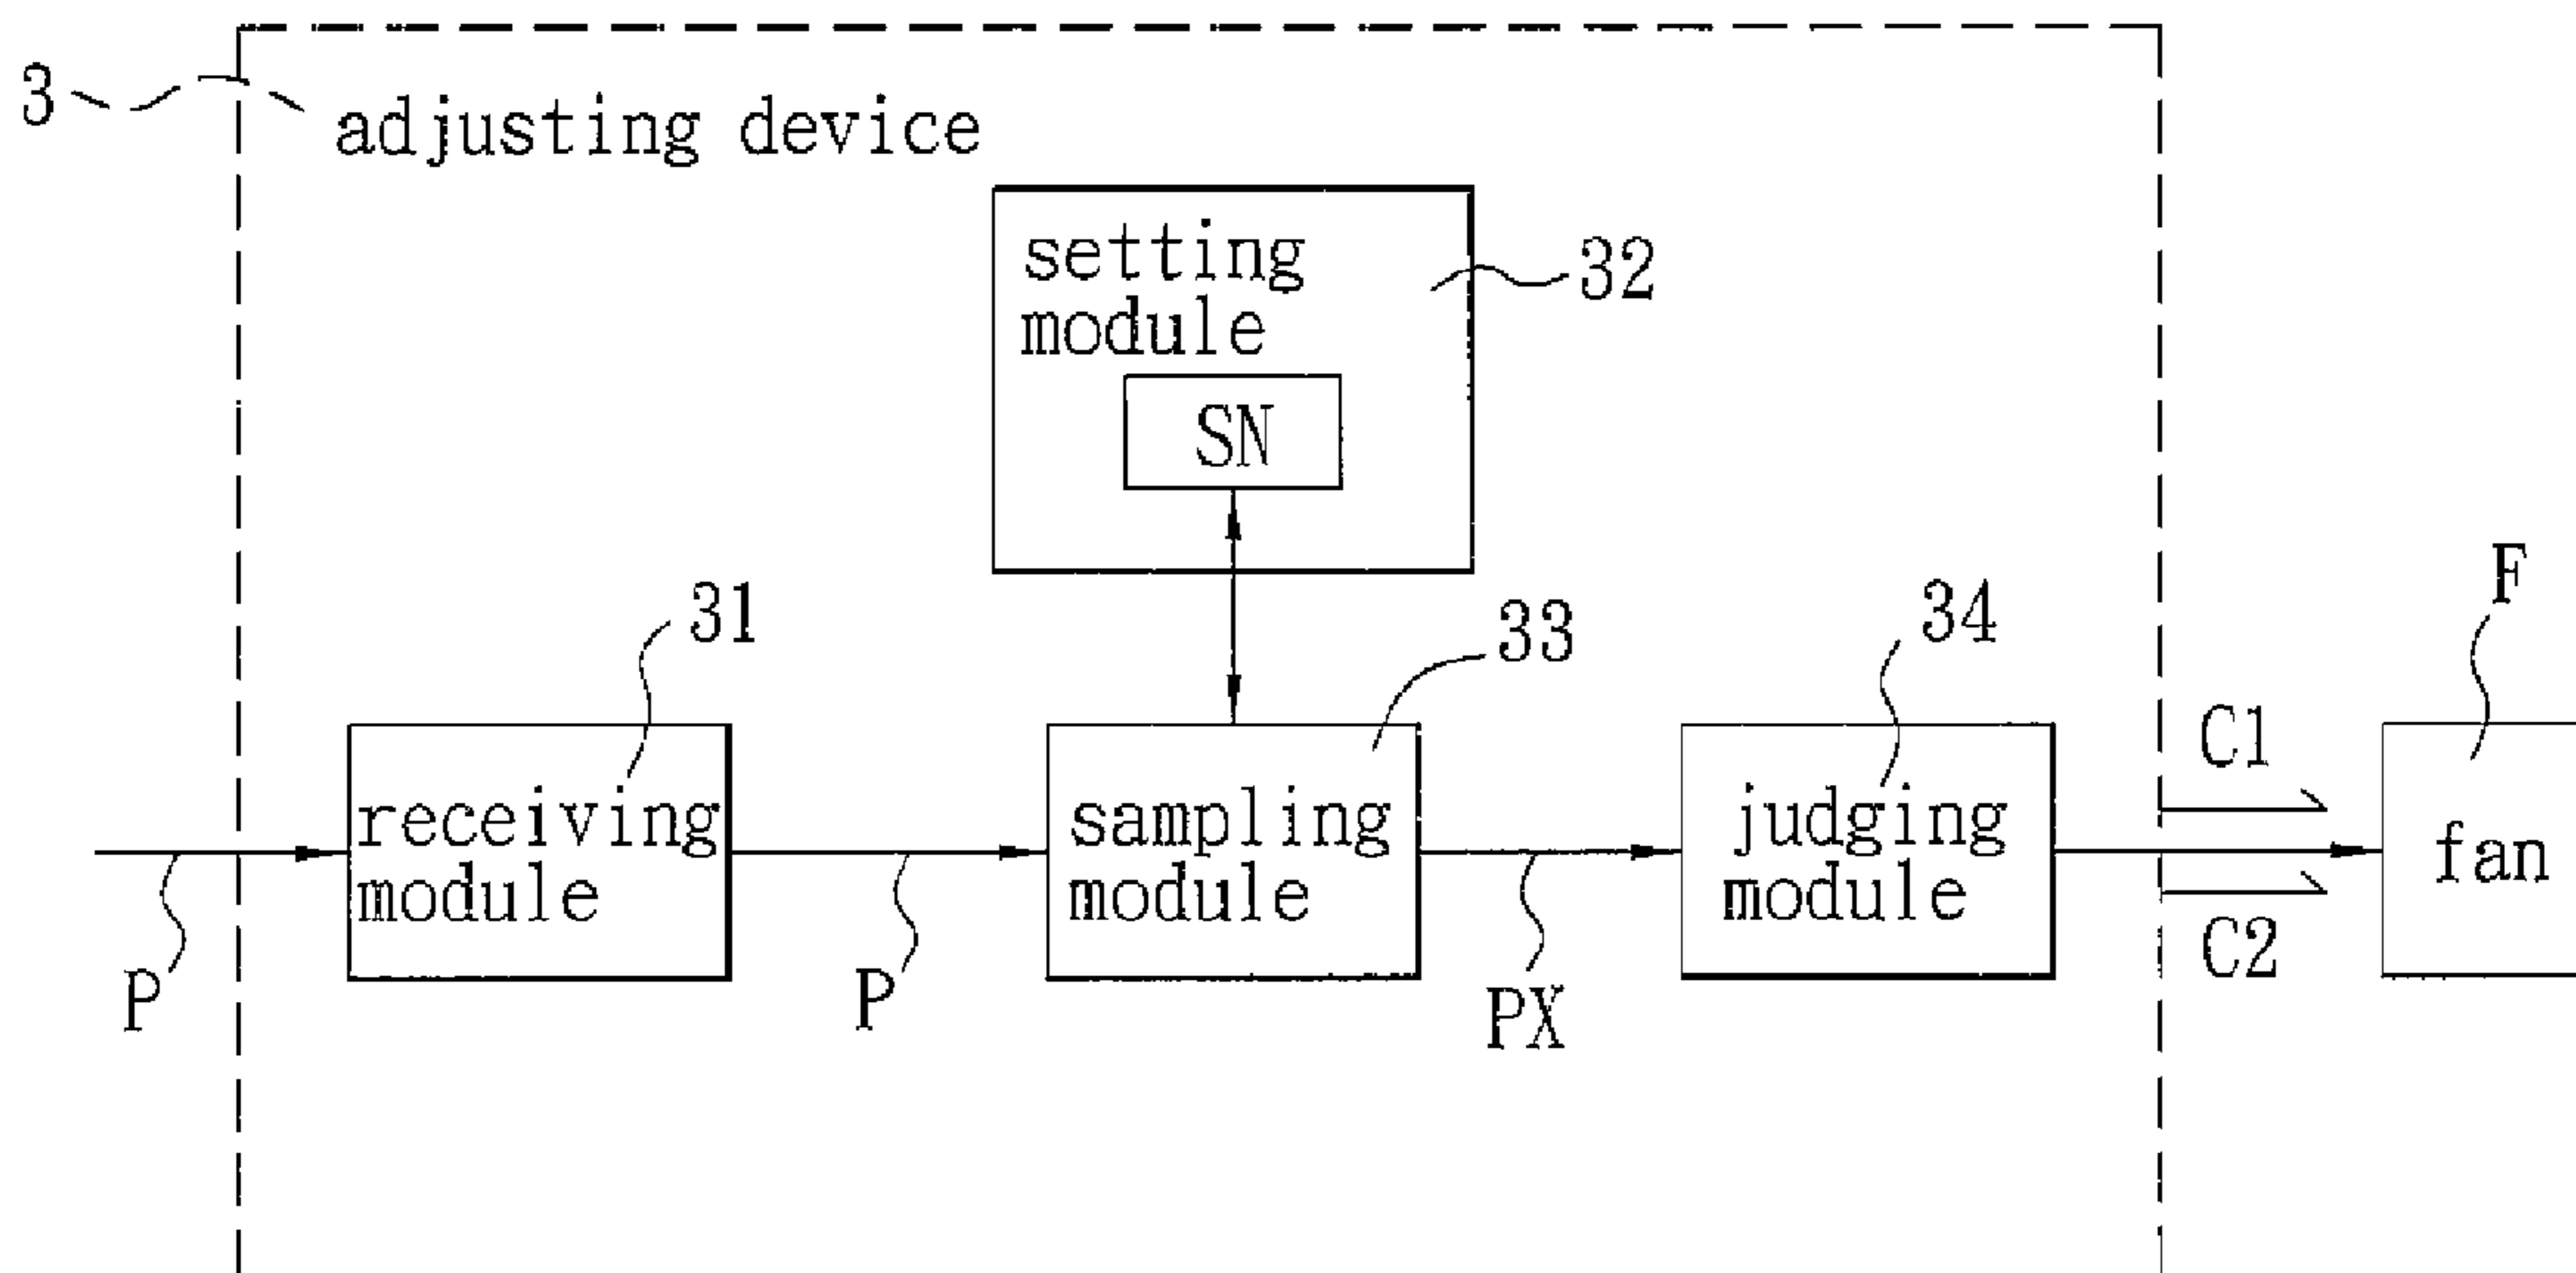 3
adjusting device
setting
module
32
SN
31
33
34
F
C1
receiving
module
sampling
module
judging
module
fan
C2
P
P
PX